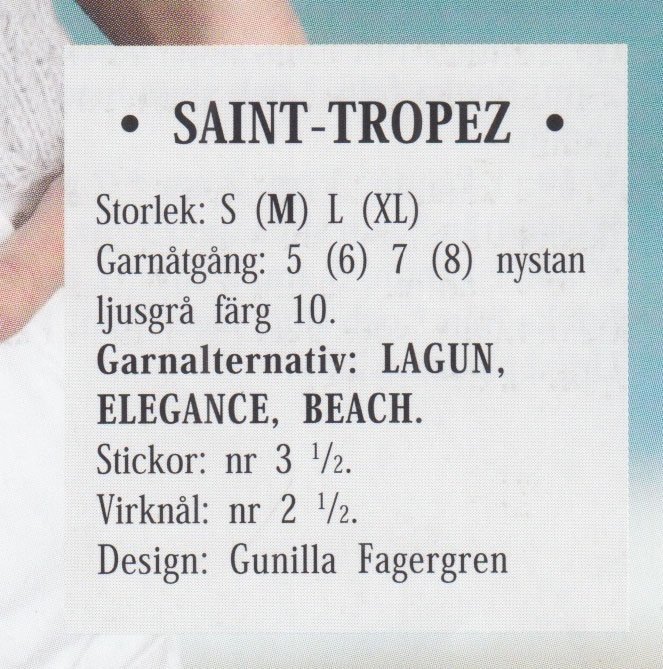 • SAINT-TROPEZ •
Storlek: S (M) L (XL)
Garnåtgång: 5 (6) 7 (8) nystan
ljusgrå färg 10.
Garnalternativ: LAGUN,
ELEGANCE, BEACH.
Stickor: nr 3 1/2.
Virknål: nr 2 1/2.
Design: Gunilla Fagergren